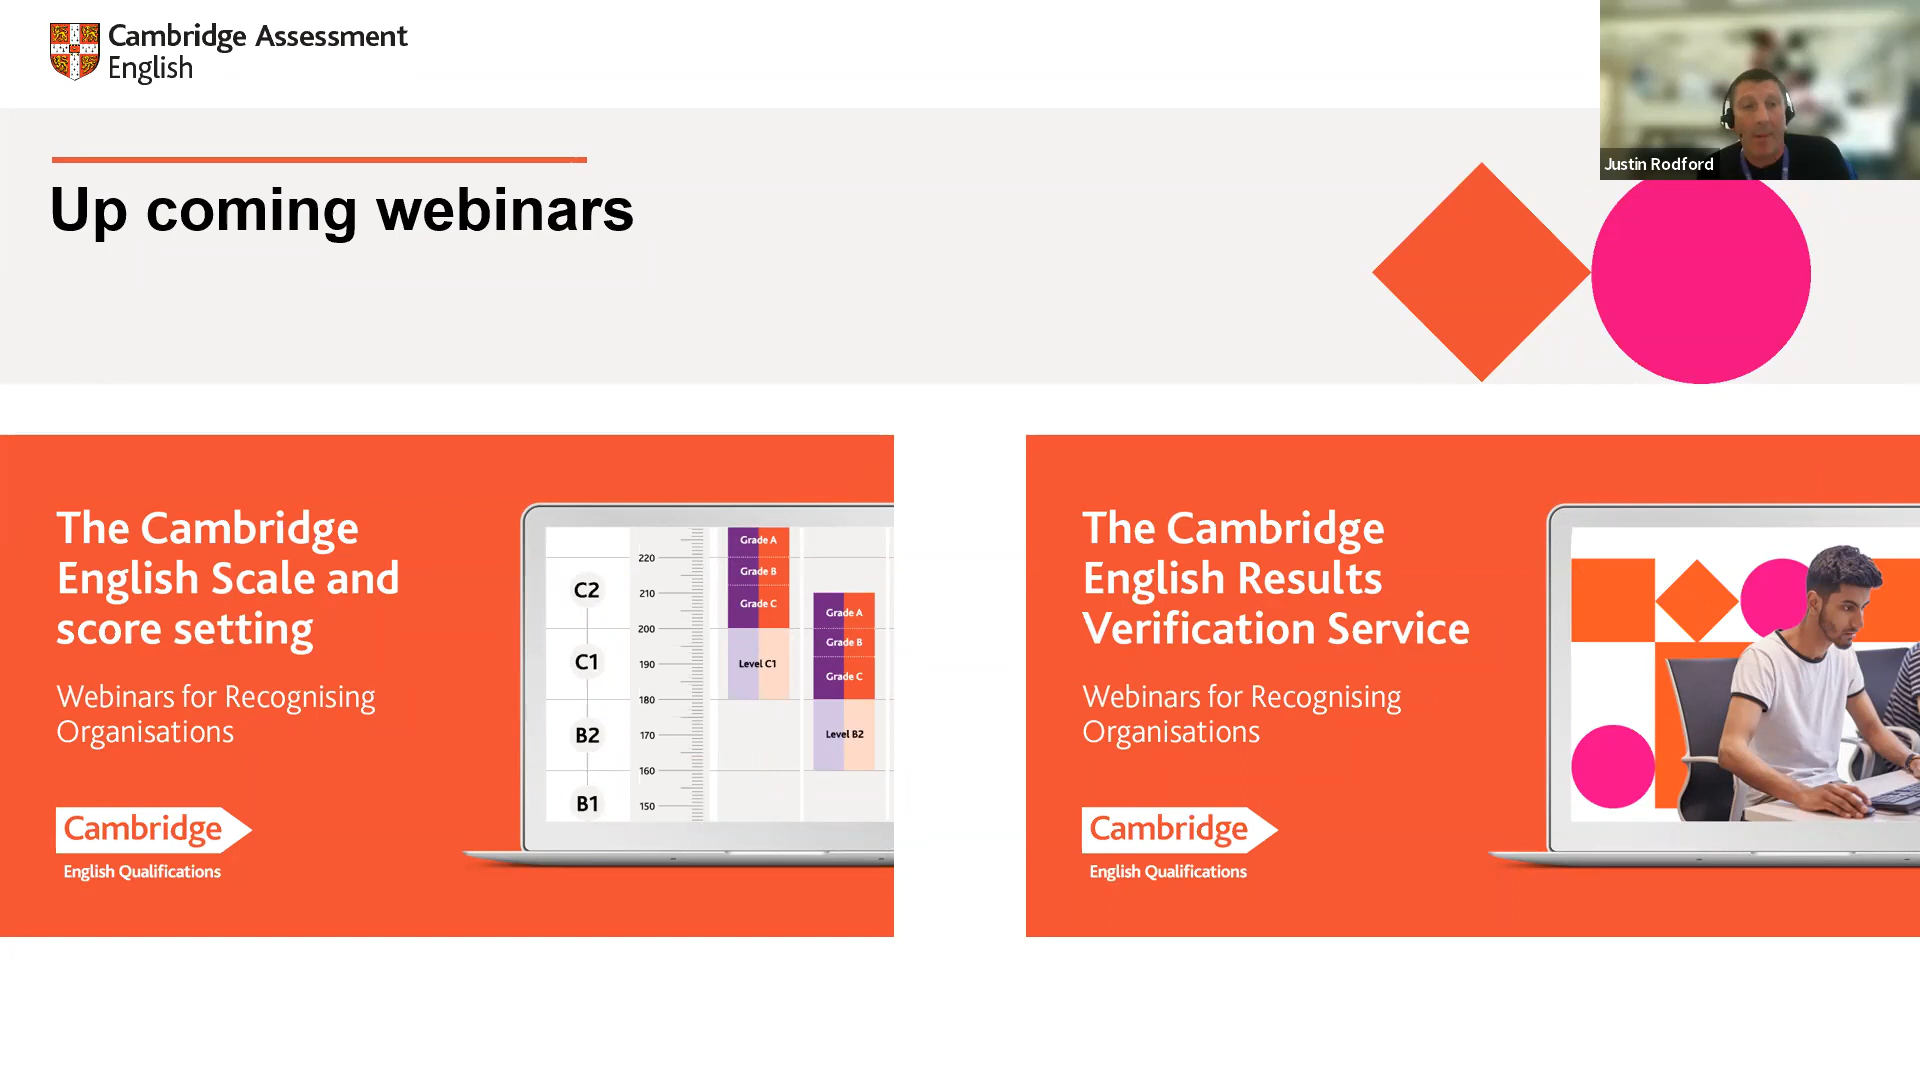 Cambridge Assessment
English
Justin Rodford
Up coming webinars
The Cambridge
English Scale and
score setting
Webinars for Recognising
Organisations
Cambridge
English Qualifications
C2
C1
B2
B1
220
210
200
190
180
170
160
150
Grade A
Grade B
Grade C
Level C1
Grade A
Grade B
Grade C
Level B2
The Cambridge
English Results
Verification Service
Webinars for Recognising
Organisations
Cambridge
English Qualifications